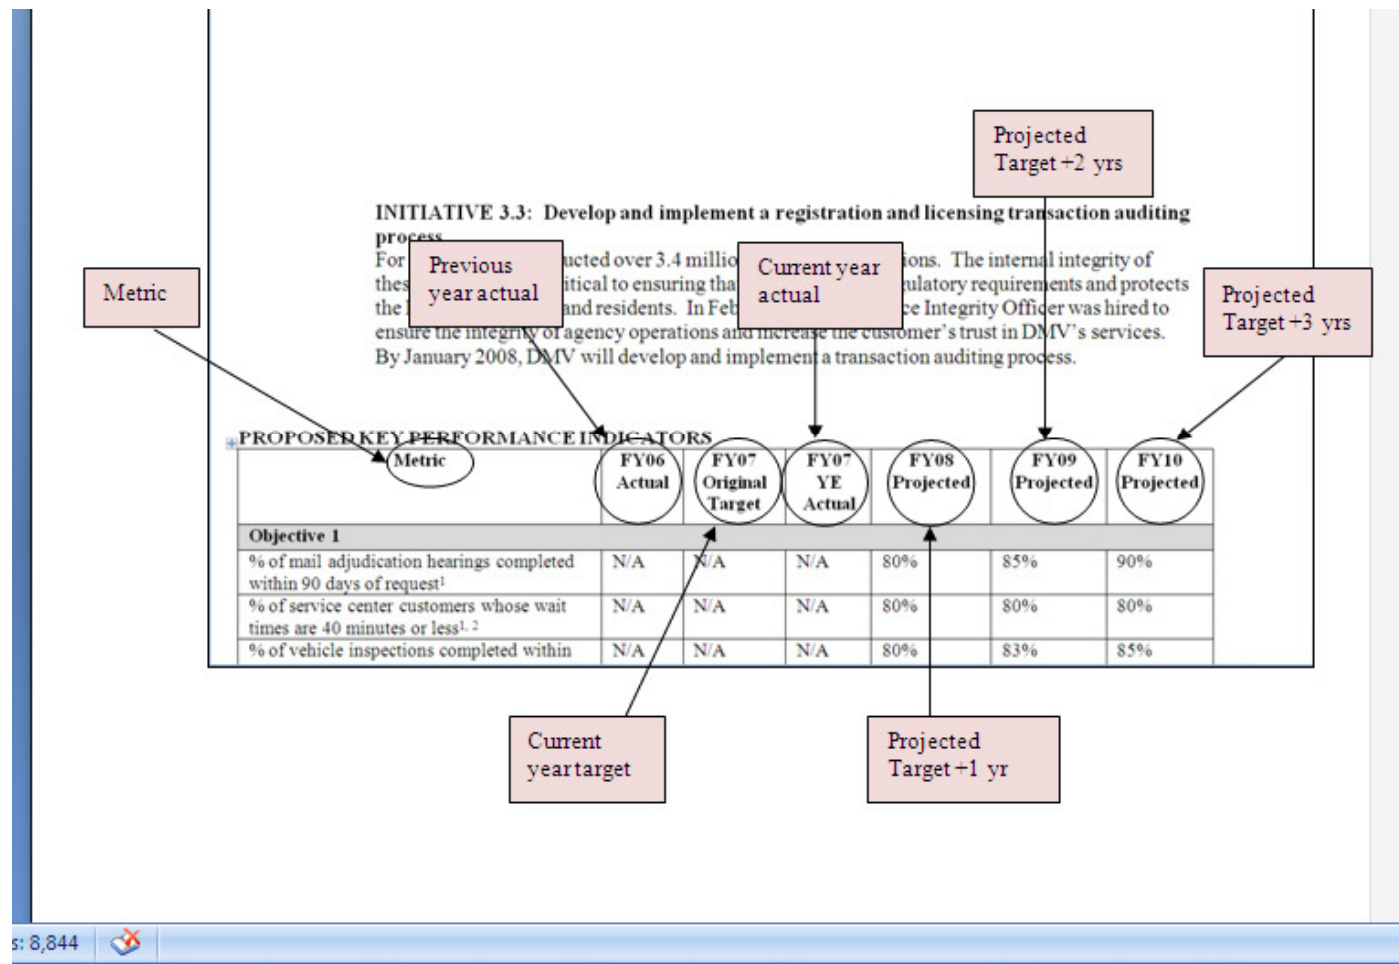 Projected
Target +2 yrs
INITIATIVE 3.3: Develop and implement a registration and licensing transaction auditing
process
Previous
year actual
Current year
actual
Metric
Projected
Target +3 yrs
For ucted over 3.4 millio ions. The internal integrity of
thes itical to ensuring tha gulatory requirements and protects
the and residents. In Feb ce Integrity Officer was hired to
ensure the integrity of agency operations and increase the customer's trust in DMV's services.
By January 2008, DMV will develop and implement a transaction auditing process.
PROPOSED KEY PERFORMANCE INDICATORS
Metric FY06 Actual FY07 Original Target FY07 YE Actual FY08 Projected FY09 Projected FY10 Projected
Objective 1
% of mail adjudication hearings completed within 90 days of request1 N/A N/A N/A 80% 85% 90%
% of service center customers whose wait times are 40 minutes or less1, 2 N/A N/A N/A 80% 80% 80%
% of vehicle inspections completed within N/A N/A N/A 80% 83% 85%
Current
year target
Projected
Target +1 yr
s: 8,844